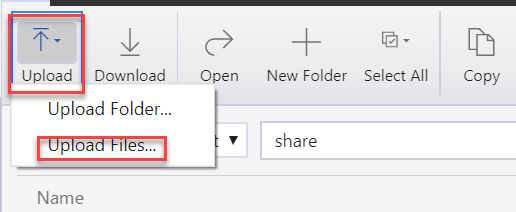 Upload Download Open New Folder Select All Copy
Upload Folder...
Upload Files...
t share
Name